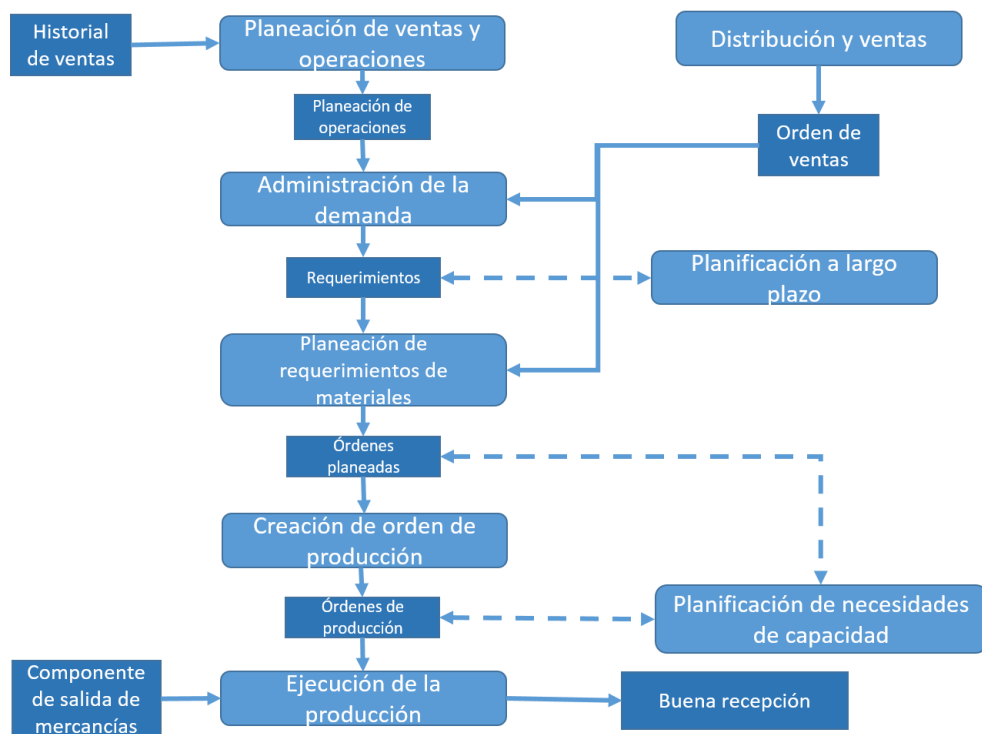 Historial
de ventas
Planeación de ventas y
operaciones
Distribución y ventas
Planeación de
operaciones
Orden de
ventas
Administración de la
demanda
Requerimientos
Planificación a largo
plazo
Planeación de
requerimientos de
materiales
Órdenes
planeadas
Creación de orden de
producción
Órdenes de
producción
Planificación de necesidades
de capacidad
Componente
de salida de
mercancías
Ejecución de la
producción
Buena recepción